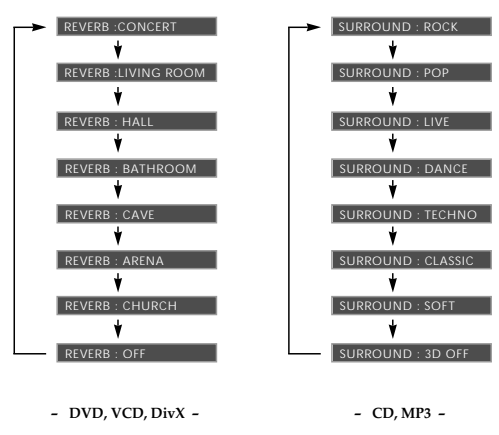 REVERB :CONCERT
REVERB :LIVING ROOM
REVERB : HALL
REVERB : BATHROOM
REVERB : CAVE
REVERB : ARENA
REVERB : CHURCH
REVERB : OFF
– DVD, VCD, DivX –
SURROUND : ROCK
SURROUND : POP
SURROUND : LIVE
SURROUND : DANCE
SURROUND : TECHNO
SURROUND : CLASSIC
SURROUND : SOFT
SURROUND : 3D OFF
– CD, MP3 –